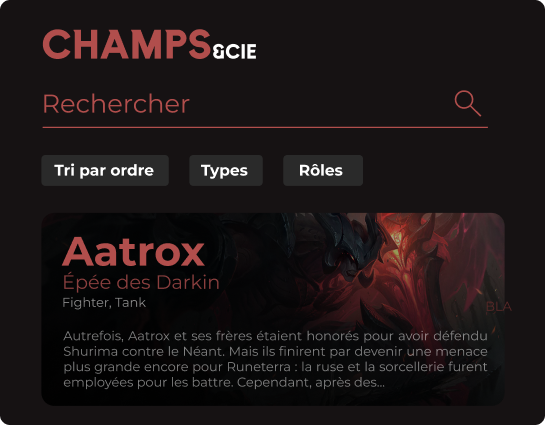 CHAMPS&CIE
Rechercher
Tri par ordre Types Rôles
Aatrox
Épée des Darkin
Fighter, Tank
BLA
Autrefois, Aatrox et ses frères étaient honorés pour avoir défendu
Shurima contre le Néant. Mais ils finirent par devenir une menace
plus grande encore pour Runeterra : la ruse et la sorcellerie furent
employées pour les battre. Cependant, après des...